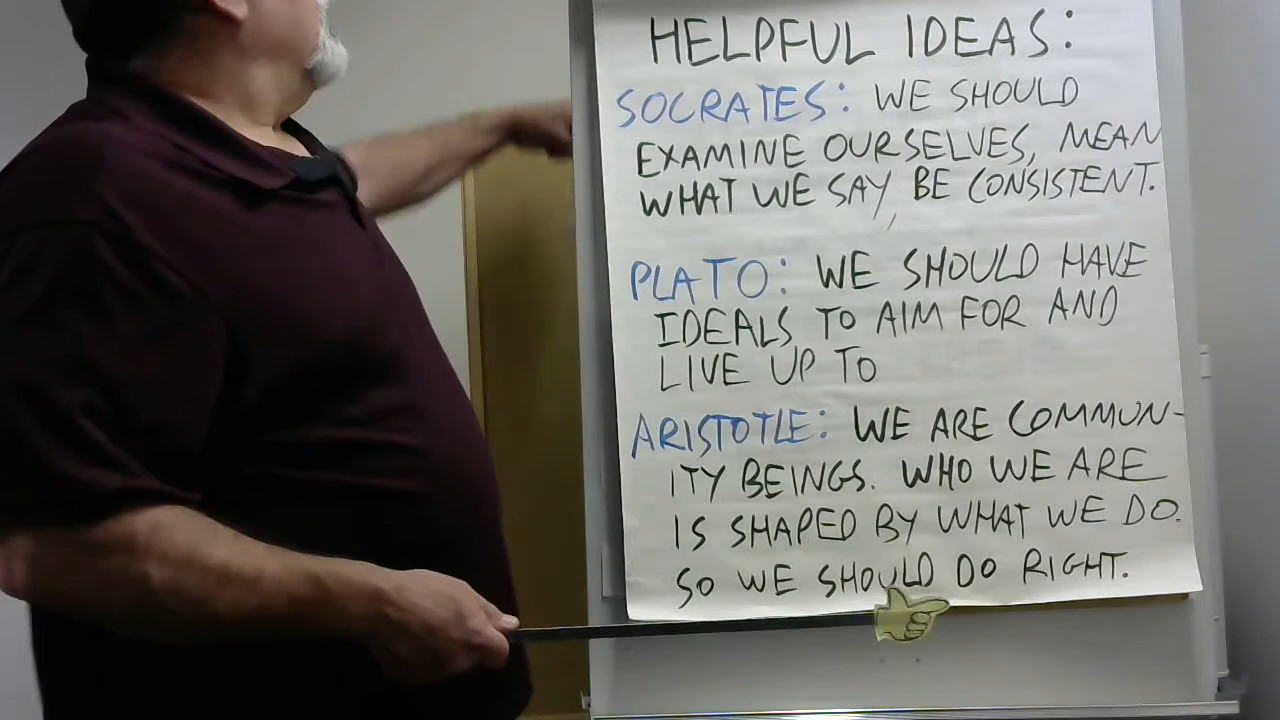 HELPFUL IDEAS:
SOCRATES: WE SHOULD
EXAMINE OURSELVES, MEAN
WHAT WE SAY, BE CONSISTENT.
PLATO: WE SHOULD HAVE
IDEALS TO AIM FOR AND
LIVE UP TO
ARISTOTLE: WE ARE COMMUN-
ITY BEINGS. WHO WE ARE
IS SHAPED BY WHAT WE DO.
SO WE SHOULD DO RIGHT.